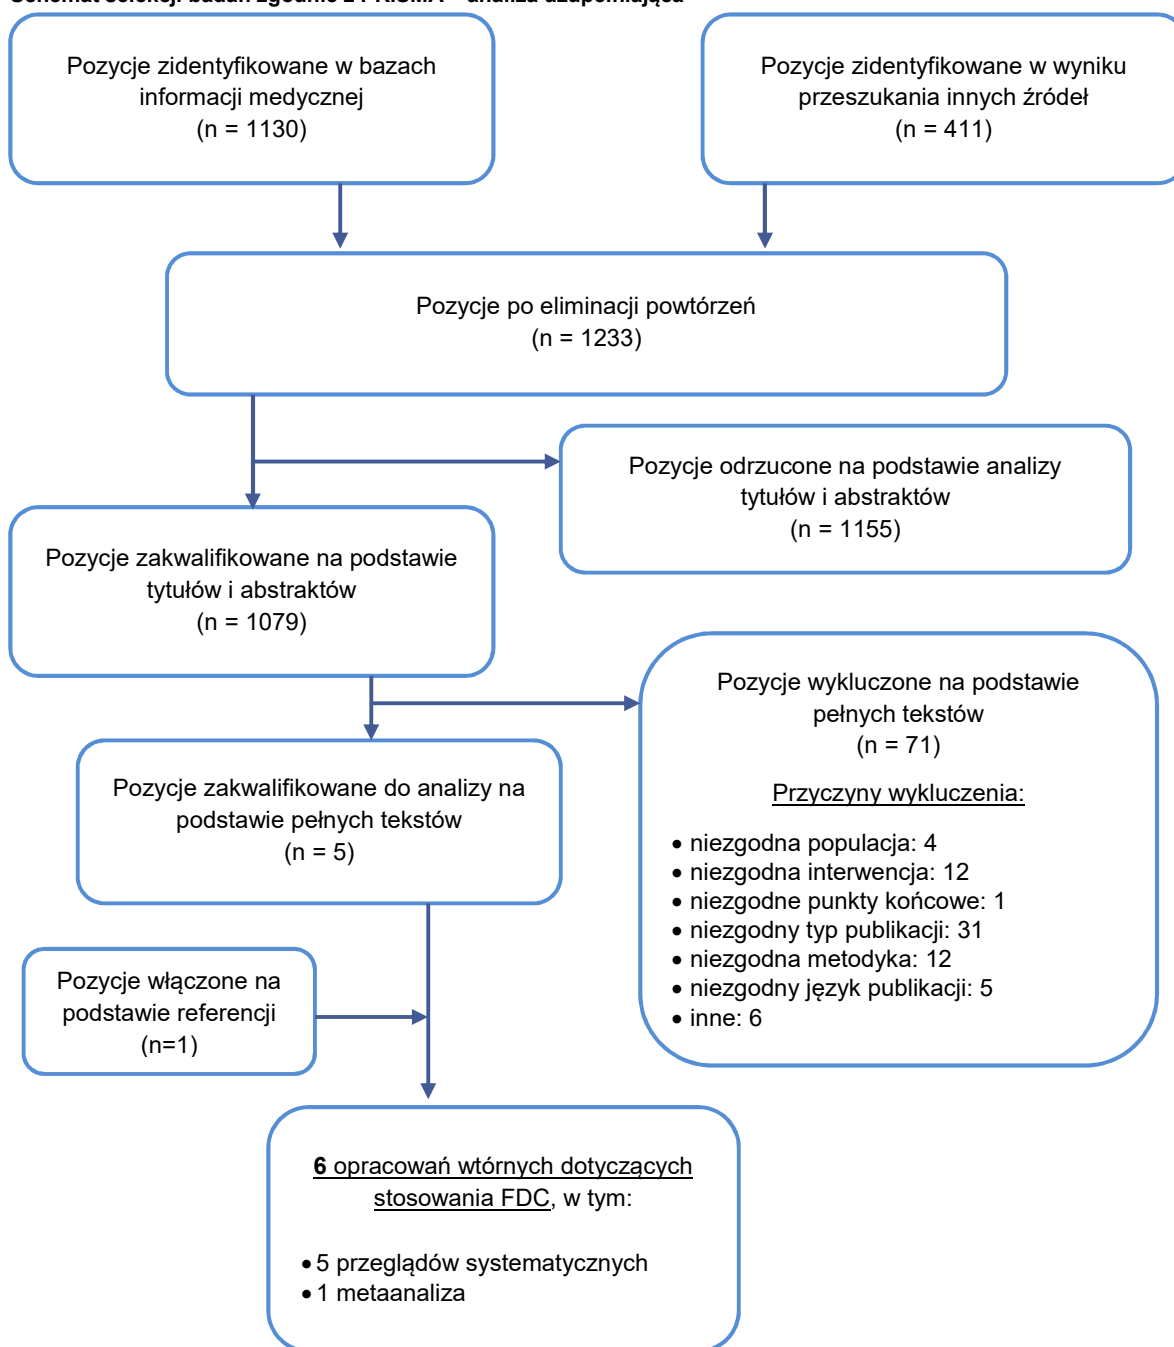 Pozycje zidentyfikowane w bazach
informacji medycznej
(n = 1130)
Pozycje zidentyfikowane w wyniku
przeszukania innych źródeł
(n = 411)
Pozycje po eliminacji powtórzeń
(n = 1233)
Pozycje odrzucone na podstawie analizy
tytułów i abstraktów
(n = 1155)
Pozycje zakwalifikowane na podstawie
tytułów i abstraktów
(n = 1079)
Pozycje wykluczone na podstawie
pełnych tekstów
(n = 71)
Przyczyny wykluczenia:
• niezgodna populacja: 4
• niezgodna interwencja: 12
• niezgodne punkty końcowe: 1
• niezgodny typ publikacji: 31
• niezgodna metodyka: 12
• niezgodny język publikacji: 5
• inne: 6
Pozycje zakwalifikowane do analizy na
podstawie pełnych tekstów
(n = 5)
Pozycje włączone na
podstawie referencji
(n=1)
6 opracowań wtórnych dotyczących
stosowania FDC, w tym:
• 5 przeglądów systematycznych
• 1 metaanaliza